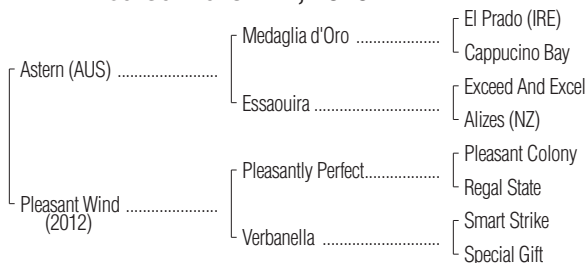 El Prado (IRE)
Medaglia d'Oro ....................
Cappucino Bay
Astern (AUS) ........................
Exceed And Excel
Essaouira ............................
Alizes (NZ)
Pleasant Colony
Pleasantly Perfect..................
Regal State
Pleasant Wind ......................
(2012)
Smart Strike
Verbanella ..........................
Special Gift